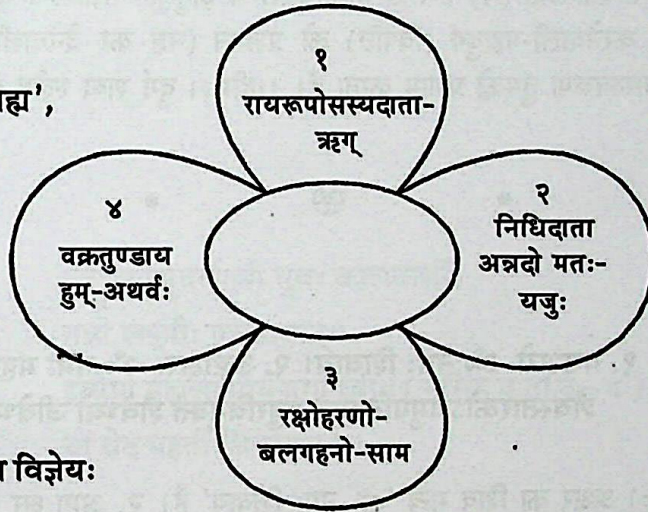 १
रायरूपोसस्यदाता-
ऋग्
ह्म',
२
निधिदाता
अन्नदो मतः-
यजुः
४
वक्रतुण्डाय
हुम्-अथर्वः
३
रक्षोहरणो-
बलगहनो-साम
विज्ञेयः